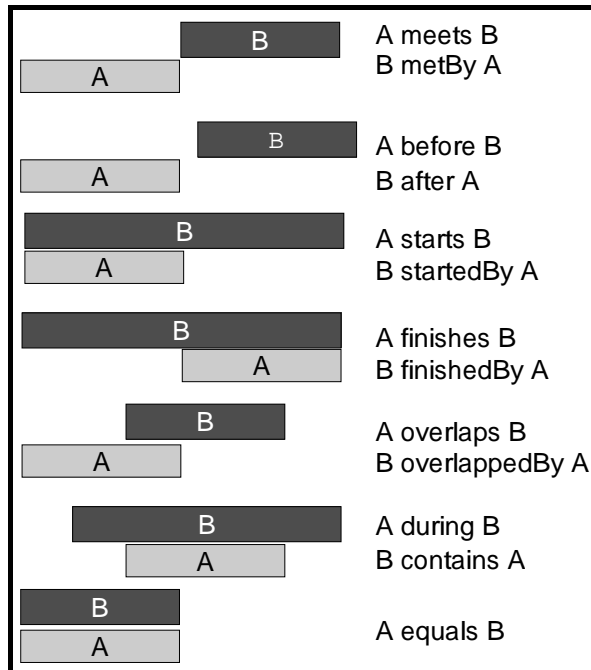 B
A meets B
A
B metBy A
B
A before B
A
B after A
B
A starts B
A
B startedBy A
B
A finishes B
A
B finishedBy A
B
A overlaps B
A
B overlappedBy A
B
A during B
A
B contains A
B
A
A equals B